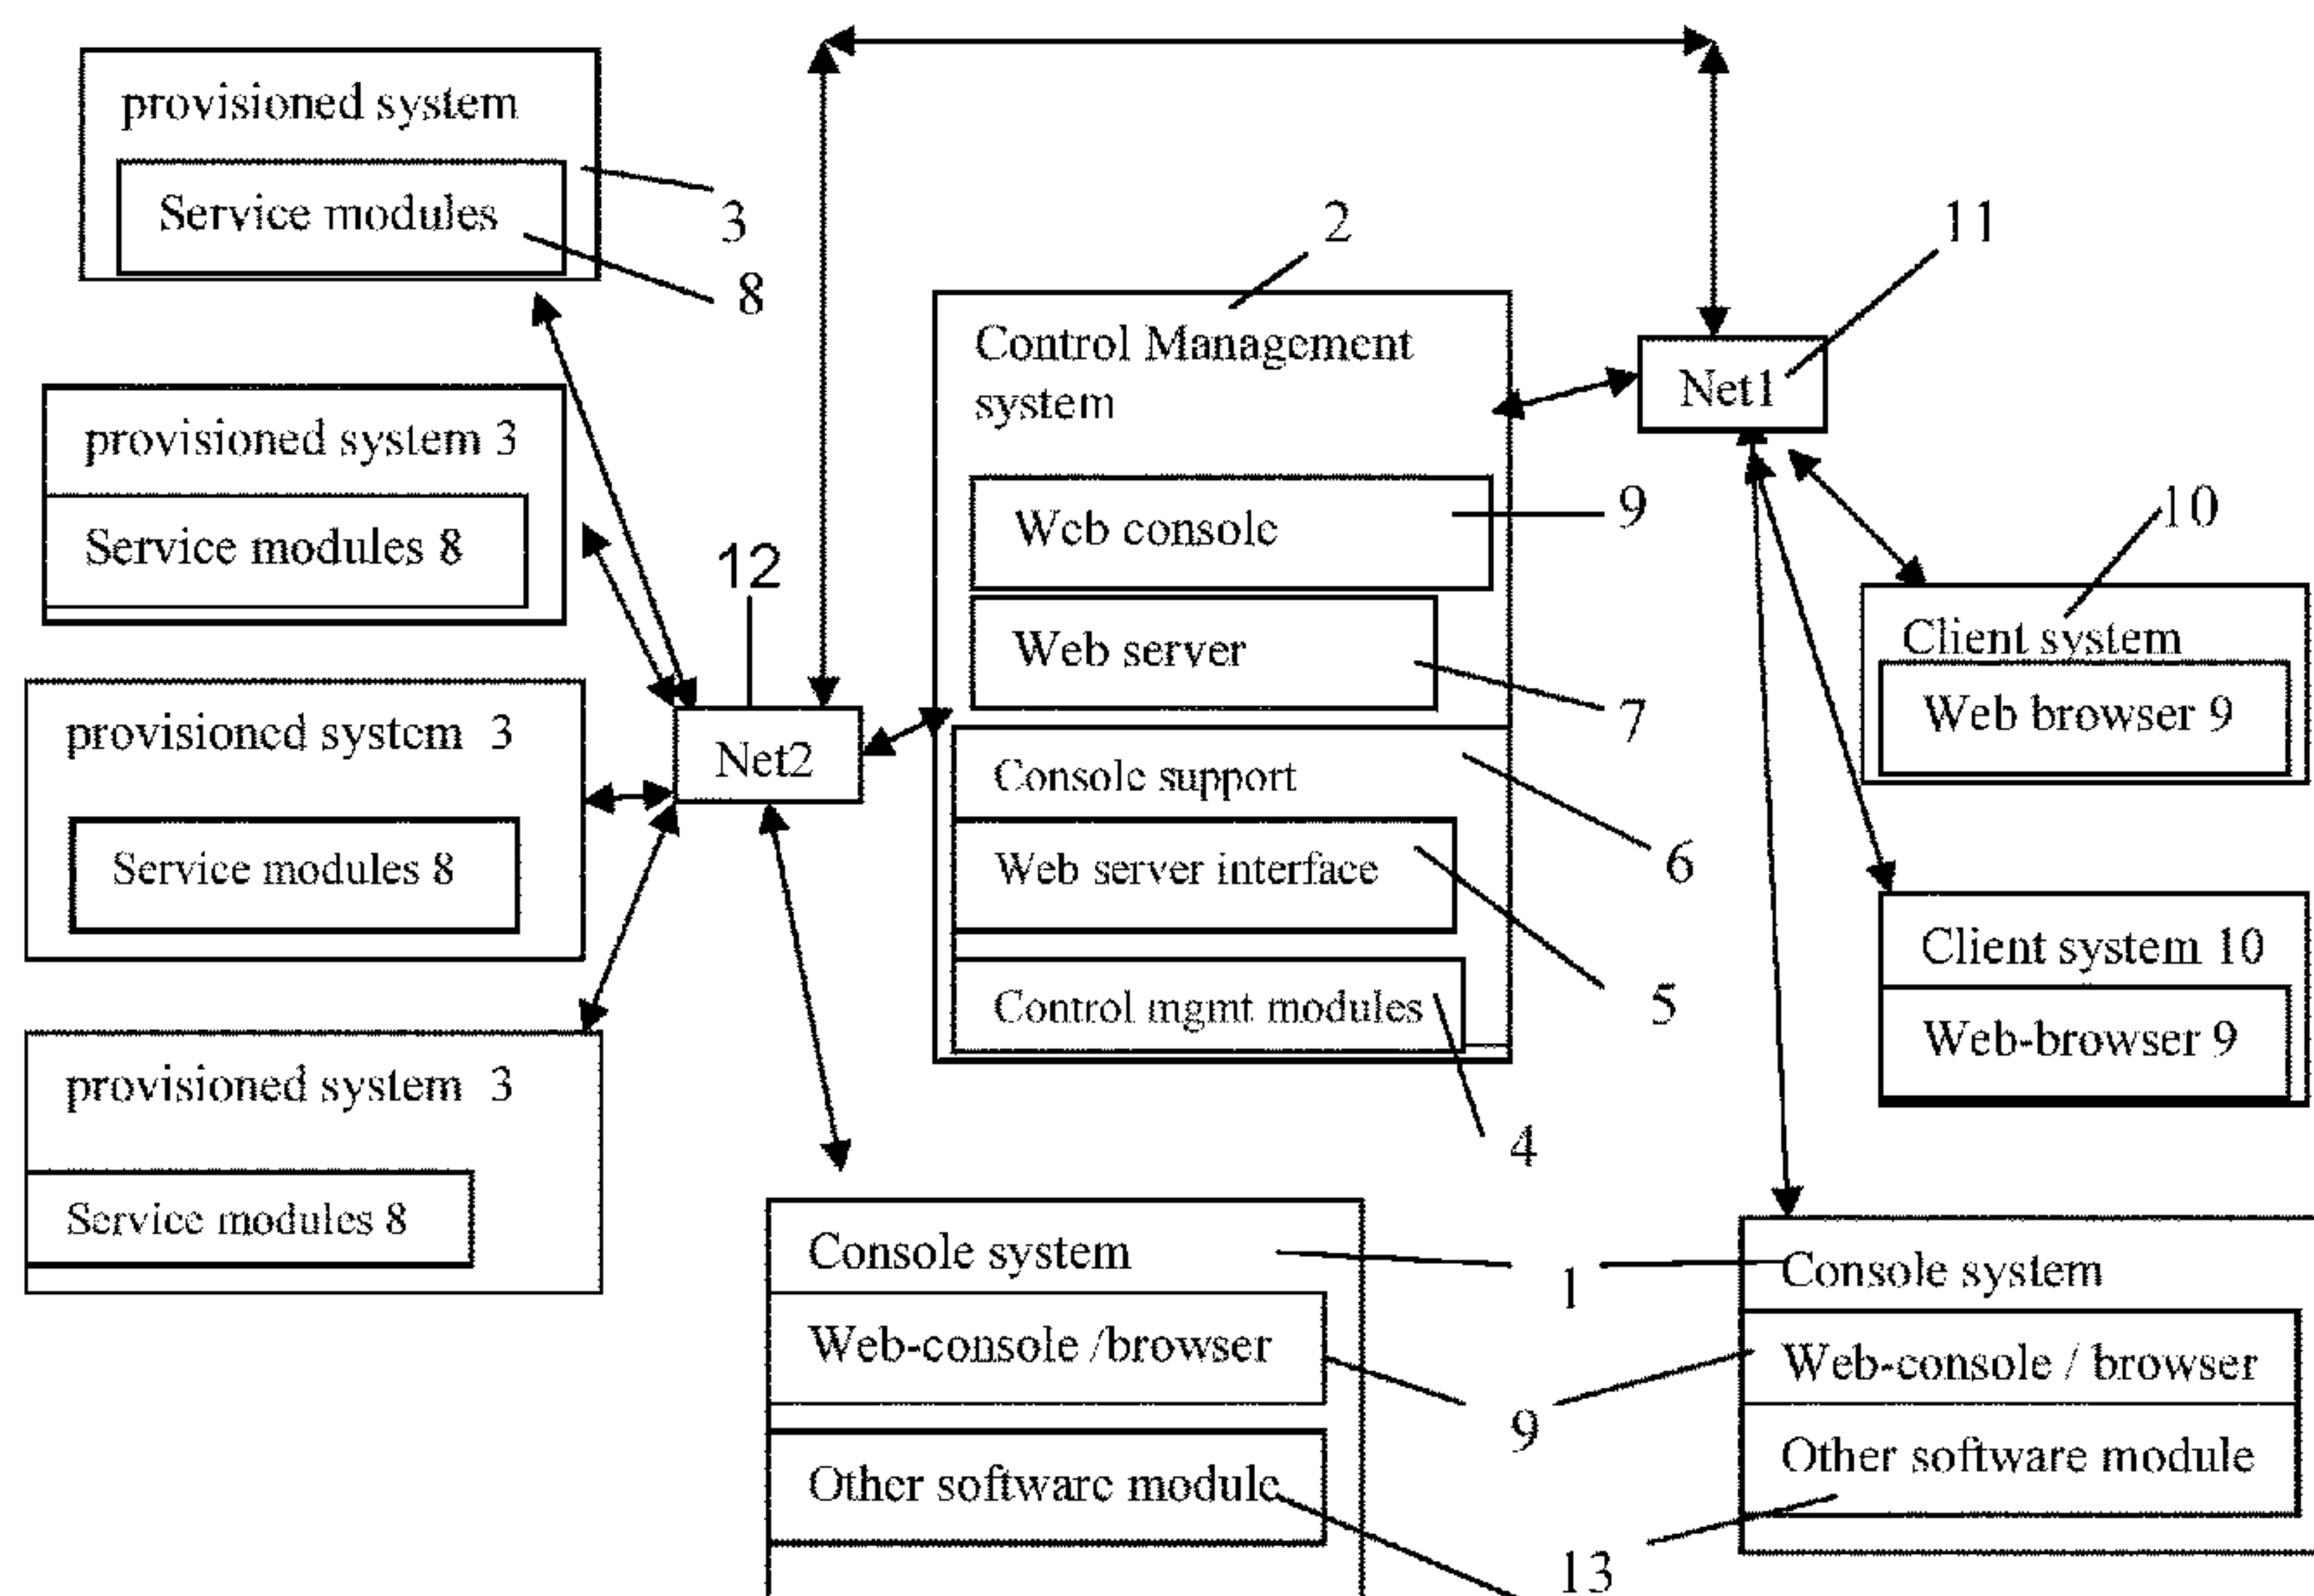 provisioned system
Service modules
3
8
provisioned system 3
Service modules 8
provisioned system 3
Service modules 8
provisioned system 3
Service modules 8
12
Net2
2
Control Management
system
Web console
9
Web server
7
Console support
6
Web server interface
5
Control mgmt modules
4
11
Net1
10
Client system
Web browser 9
Client system 10
Web-browser 9
Console system
Web-console /browser
Other software module
1
9
13
Console system
Web-console / browser
Other software module